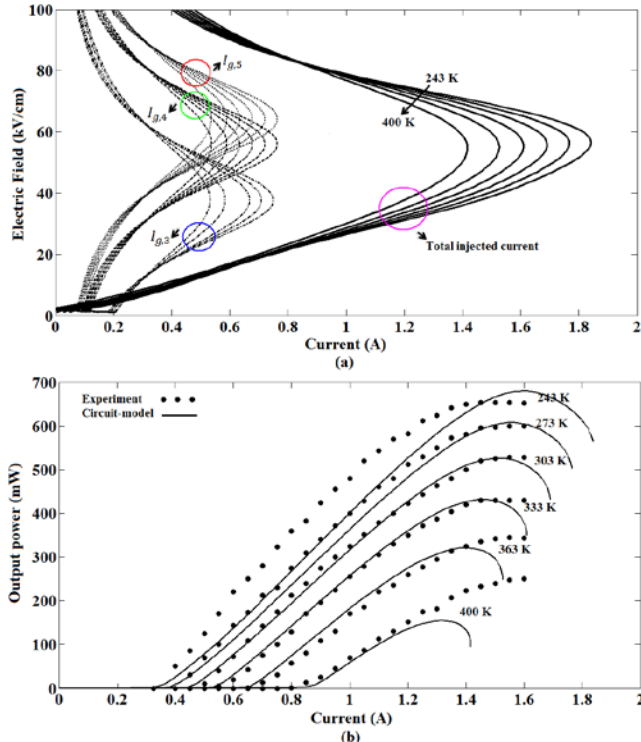 100
80
60
40
20
0
Electric Field (kV/cm)
I_{g,5}
I_{g,4}
I_{g,3}
243 K
400 K
Total injected current
0 0.2 0.4 0.6 0.8 1 1.2 1.4 1.6 1.8 2
Current (A)
(a)
700
600
500
400
300
200
100
0
Output power (mW)
Experiment
Circuit-model
243 K
273 K
303 K
333 K
363 K
400 K
0 0.2 0.4 0.6 0.8 1.0 1.2 1.4 1.6 1.8 2
Current (A)
(b)